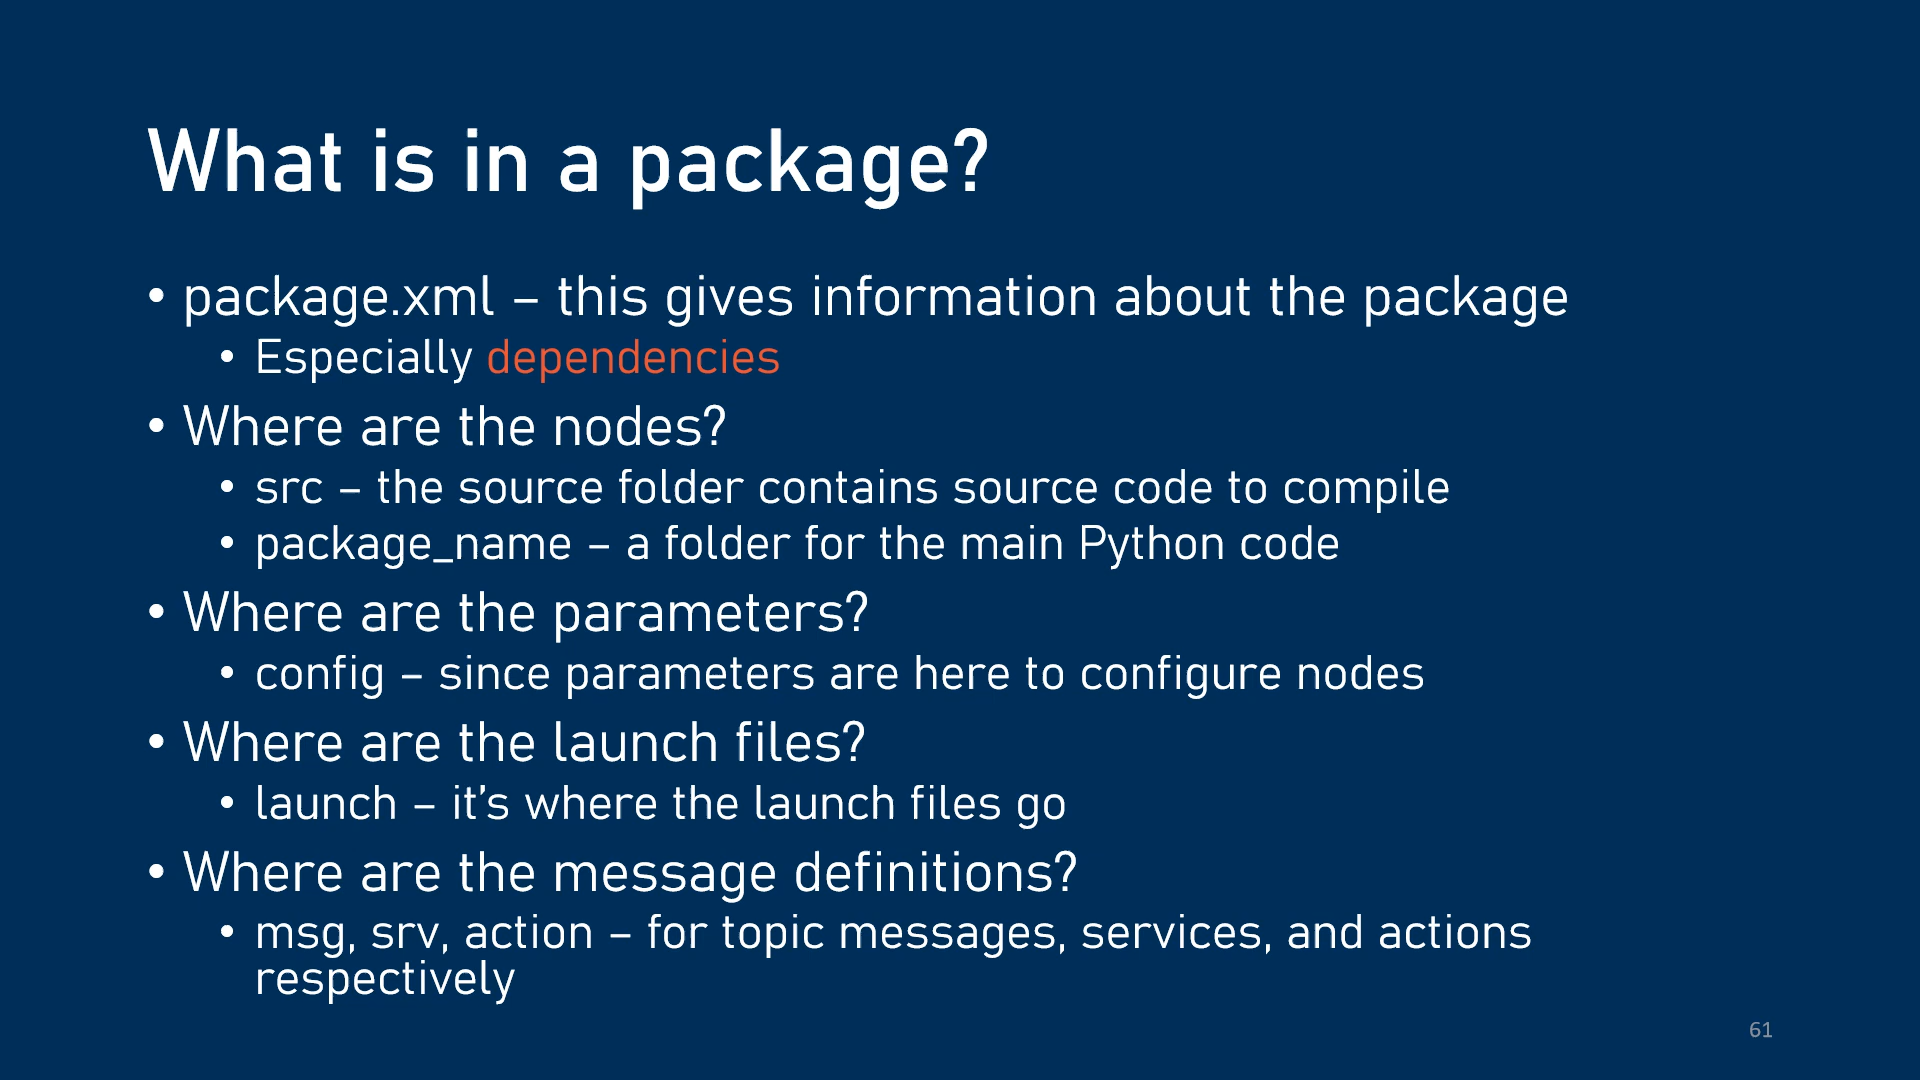 What is in a package?
• package.xml – this gives information about the package
• Especially dependencies
• Where are the nodes?
• src – the source folder contains source code to compile
• package_name – a folder for the main Python code
• Where are the parameters?
• config – since parameters are here to configure nodes
• Where are the launch files?
• launch – it’s where the launch files go
• Where are the message definitions?
• msg, srv, action – for topic messages, services, and actions
respectively
61